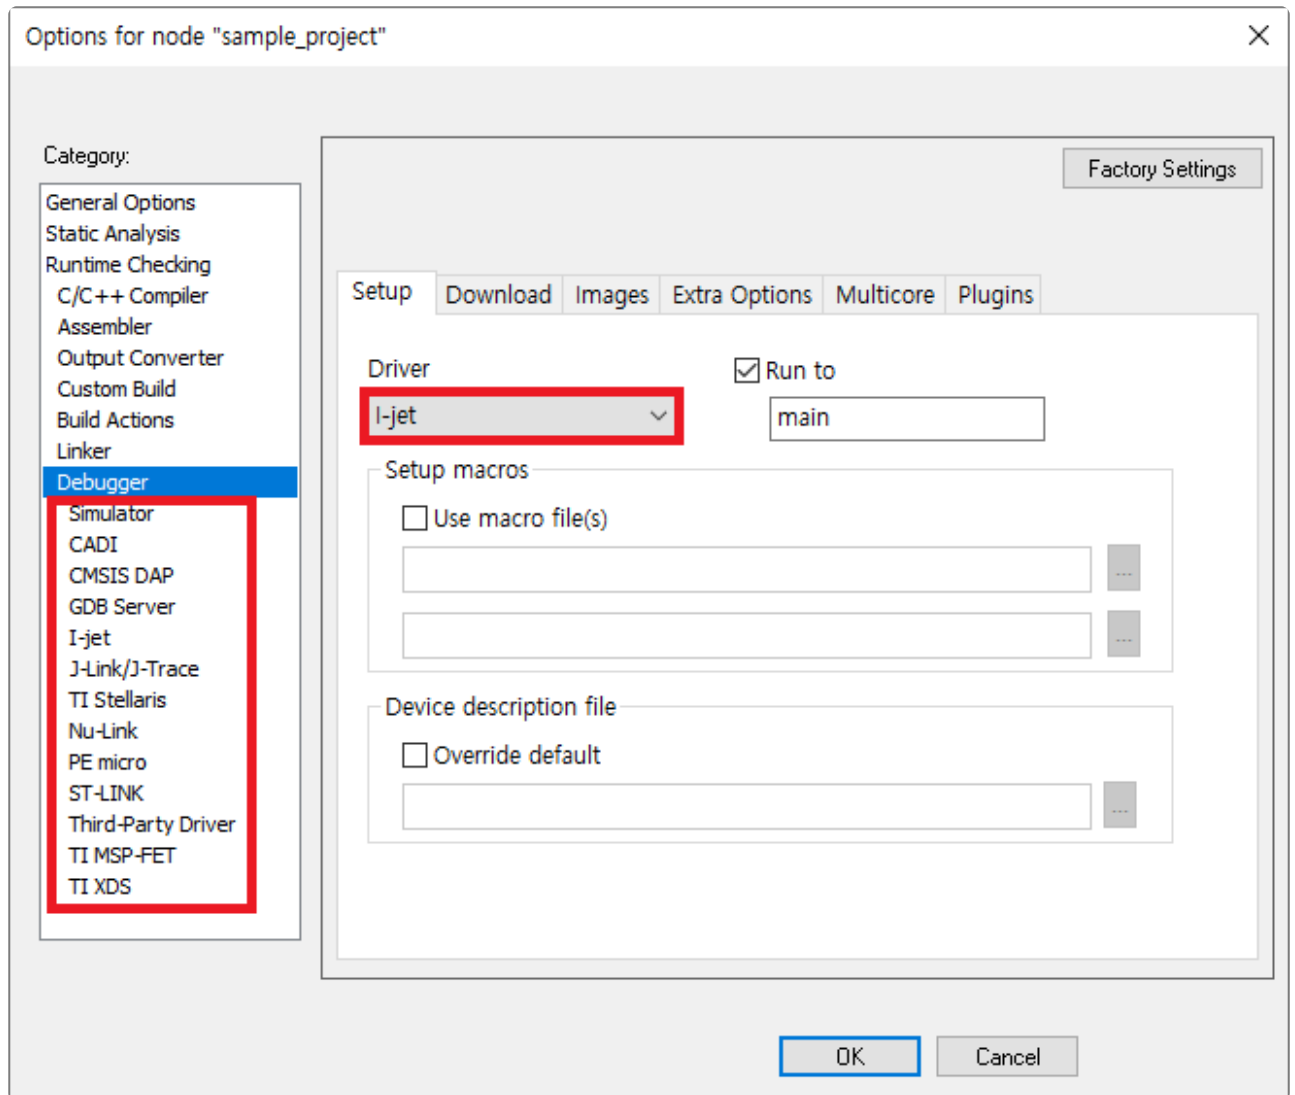 Options for node "sample_project"
Category:
Factory Settings
General Options
Static Analysis
Runtime Checking
C/C++ Compiler
Assembler
Output Converter
Custom Build
Build Actions
Linker
Debugger
Simulator
CADI
CMSIS DAP
GDB Server
I-jet
J-Link/J-Trace
TI Stellaris
Nu-Link
PE micro
ST-LINK
Third-Party Driver
TI MSP-FET
TI XDS
Setup Download Images Extra Options Multicore Plugins
Driver
Run to
I-jet
main
Setup macros
Use macro file(s)
...
...
Device description file
Override default
...
OK Cancel